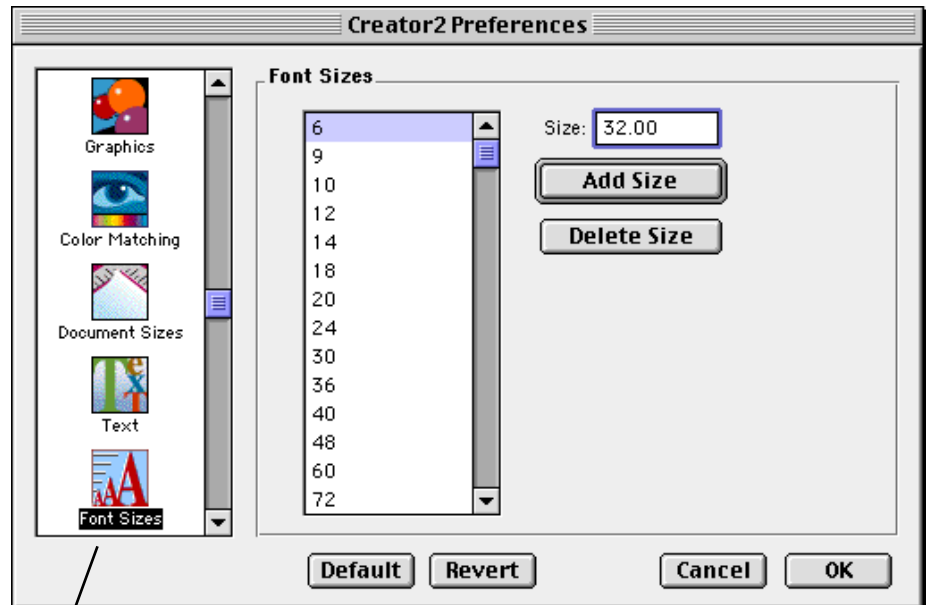 Creator2 Preferences
Graphics
Color Matching
Document Sizes
Text
Font Sizes
Font Sizes
6
9
10
12
14
18
20
24
30
36
40
48
60
72
Size: 32.00
Add Size
Delete Size
Default Revert Cancel OK